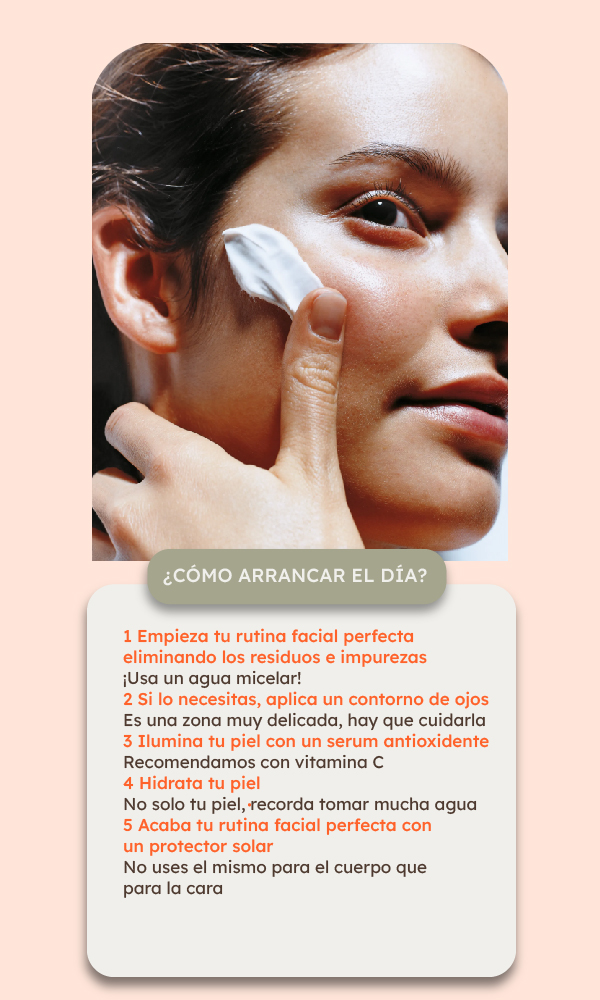 ¿CÓMO ARRANCAR EL DÍA?
1 Empieza tu rutina facial perfecta
eliminando los residuos e impurezas
¡Usa un agua micelar!
2 Si lo necesitas, aplica un contorno de ojos
Es una zona muy delicada, hay que cuidarla
3 Ilumina tu piel con un serum antioxidente
Recomendamos con vitamina C
4 Hidrata tu piel
No solo tu piel, recorda tomar mucha agua
5 Acaba tu rutina facial perfecta con
un protector solar
No uses el mismo para el cuerpo que
para la cara